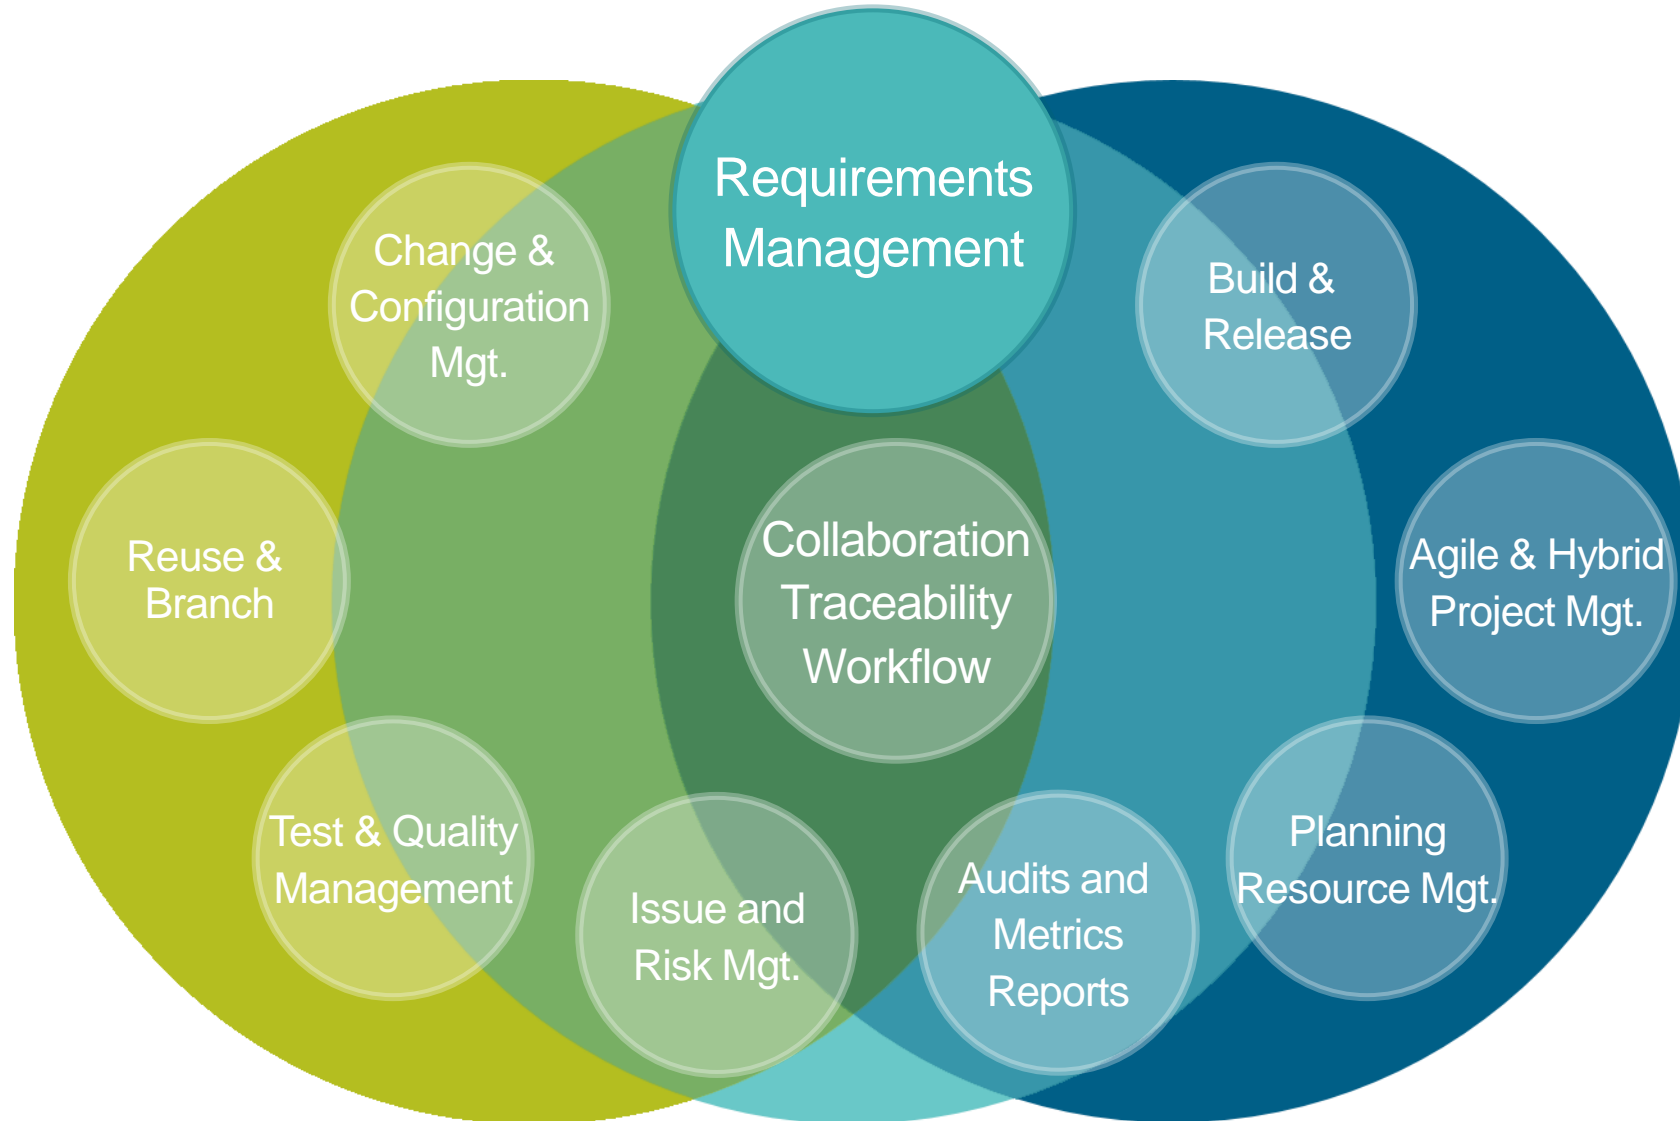 Requirements
Management
Change &
Configuration
Mgt.
Build &
Release
Reuse &
Branch
Collaboration
Traceability
Workflow
Agile & Hybrid
Project Mgt.
Test & Quality
Management
Issue and
Risk Mgt.
Audits and
Metrics
Reports
Planning
Resource Mgt.